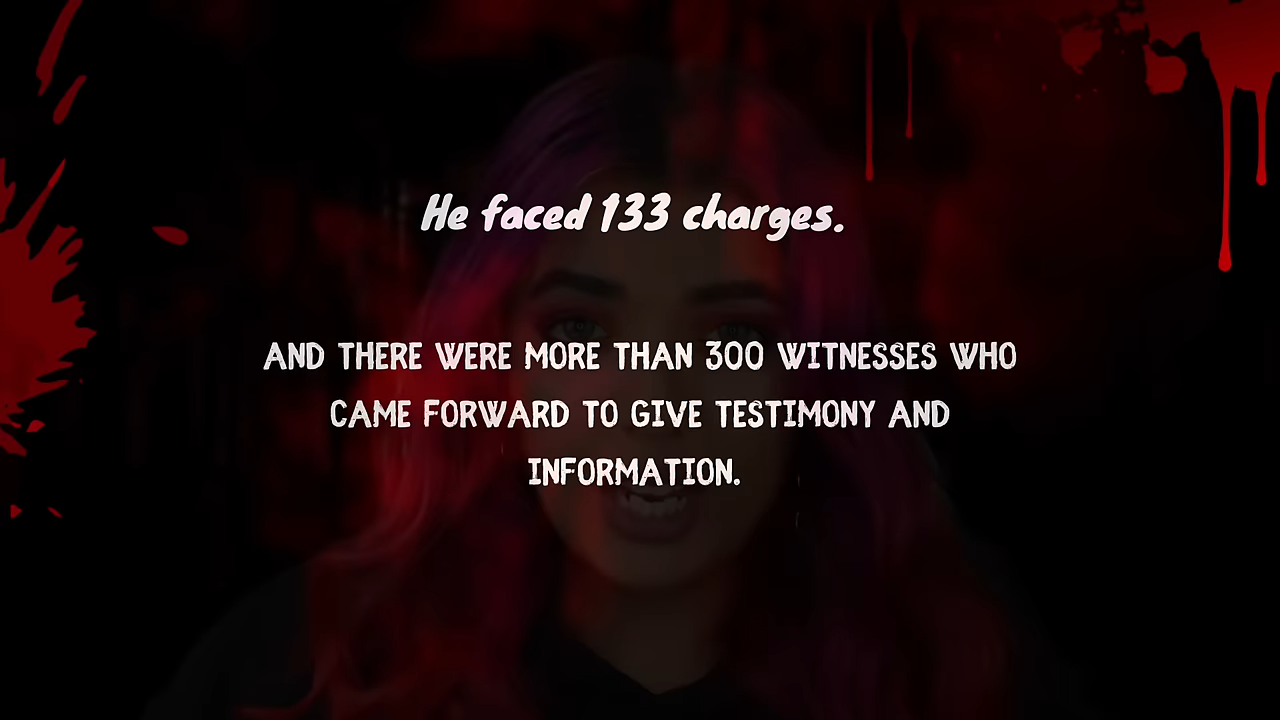 He faced 133 charges.
AND THERE WERE MORE THAN 300 WITNESSES WHO
CAME FORWARD TO GIVE TESTIMONY AND
INFORMATION.